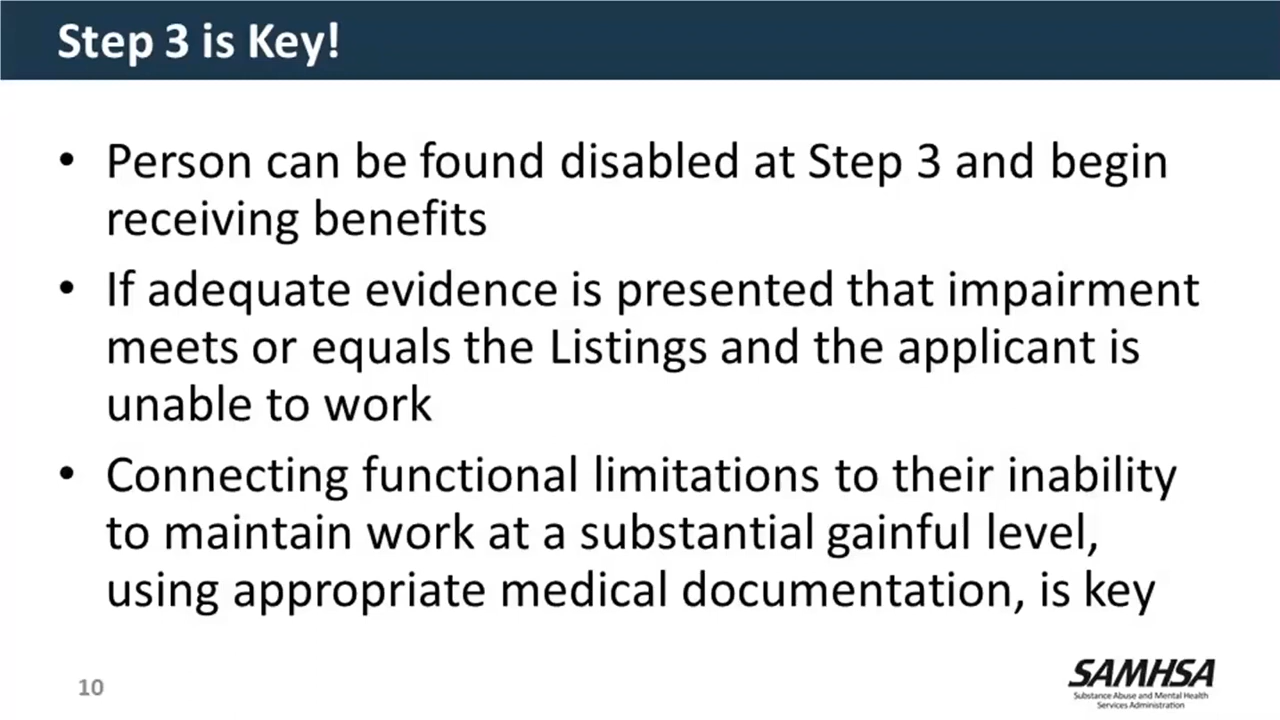 Step 3 is Key!
• Person can be found disabled at Step 3 and begin
receiving benefits
• If adequate evidence is presented that impairment
meets or equals the Listings and the applicant is
unable to work
• Connecting functional limitations to their inability
to maintain work at a substantial gainful level,
using appropriate medical documentation, is key
10
SAMHSA
Substance Abuse and Mental Health
Services Administration